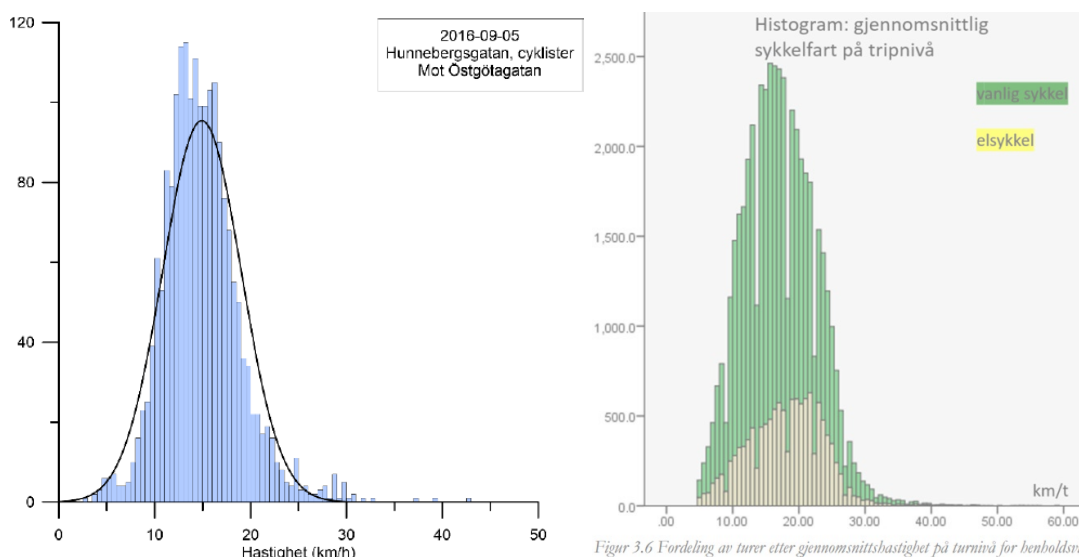 120
80
40
0
0
10
20
30
40
50
Hastighet (km/h)
2016-09-05
Hunnebergsgatan, cyklister
Mot Östgötagatan
Histogram: gjennomsnittlig
sykkelfart på tripnivå
vanlig sykkel
elsykkel
2,500.0
2,000.0
1,500.0
1,000.0
500.0
0.0
.00
10.00
20.00
30.00
40.00
50.00
60.00
km/t
Figur 3.6 Fordeling av turer etter gjennomsnittshastighet på turnivå for henholdsv